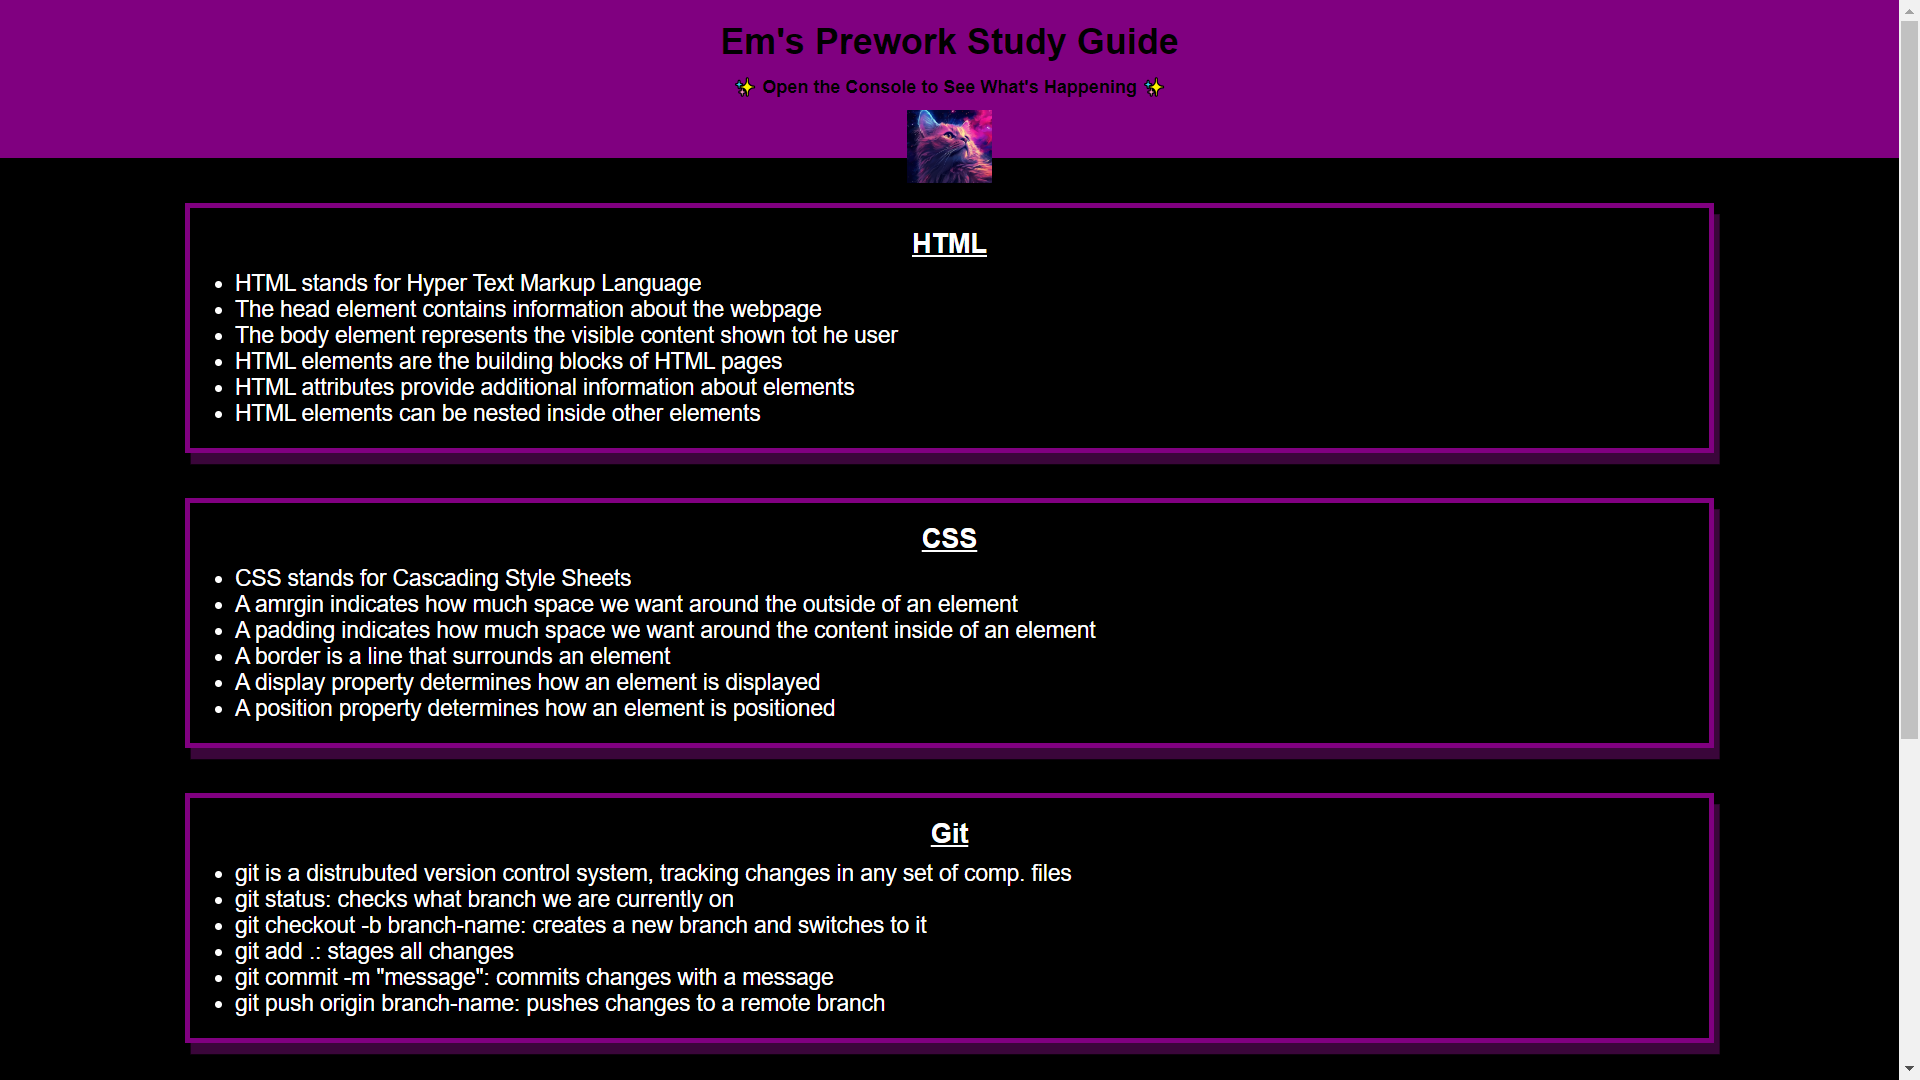 Em's Prework Study Guide
✨ Open the Console to See What's Happening ✨
HTML
• HTML stands for Hyper Text Markup Language
• The head element contains information about the webpage
• The body element represents the visible content shown tot he user
• HTML elements are the building blocks of HTML pages
• HTML attributes provide additional information about elements
• HTML elements can be nested inside other elements
CSS
• CSS stands for Cascading Style Sheets
• A amrgin indicates how much space we want around the outside of an element
• A padding indicates how much space we want around the content inside of an element
• A border is a line that surrounds an element
• A display property determines how an element is displayed
• A position property determines how an element is positioned
Git
• git is a distrubuted version control system, tracking changes in any set of comp. files
• git status: checks what branch we are currently on
• git checkout -b branch-name: creates a new branch and switches to it
• git add .: stages all changes
• git commit -m "message": commits changes with a message
• git push origin branch-name: pushes changes to a remote branch